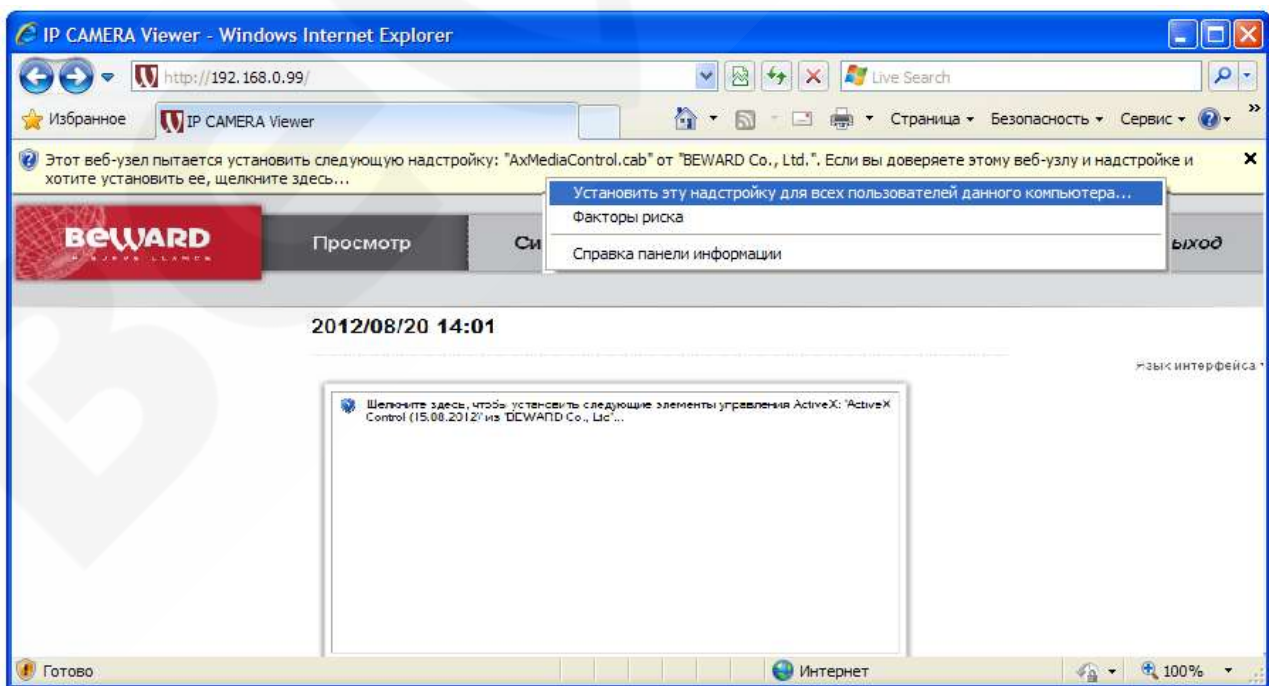 IP CAMERA Viewer - Windows Internet Explorer
http://192.168.0.99/
Live Search
Избранное
IP CAMERA Viewer
Страница
Безопасность
Сервис
Этот веб-узел пытается установить следующую надстройку: "AxMediaControl.cab" от "BEWARD Co., Ltd.". Если вы доверяете этому веб-узлу и надстройке и
хотите установить ее, щелкните здесь...
Установить эту надстройку для всех пользователей данного компьютера...
Факторы риска
Справка панели информации
BEWARD
Просмотр
Си
ыход
2012/08/20 14:01
Язык интерфейса
Щелкните здесь, чтобы установить следующие элементы управления ActiveX: 'ActiveX
Control (15.08.2012)' из 'BEWARD Co., Ltd'...
Готово
Интернет
100%